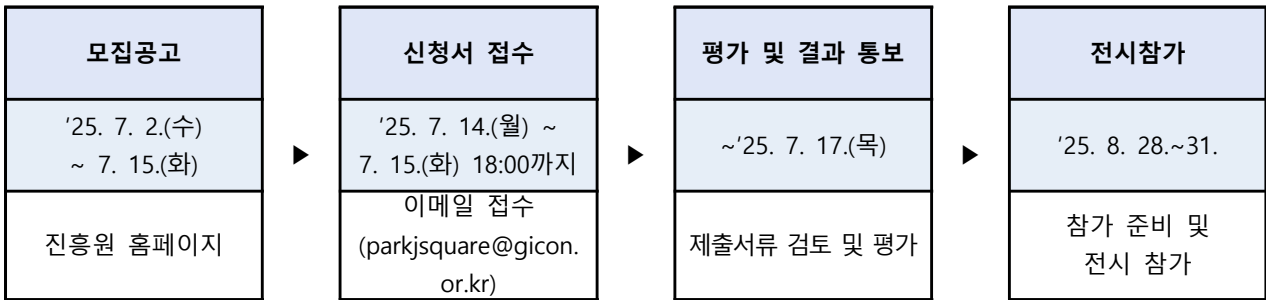 모집공고
'25. 7. 2.(수)
~ 7. 15.(화)
진흥원 홈페이지
▶
신청서 접수
'25. 7. 14.(월) ~
7. 15.(화) 18:00까지
이메일 접수
(parkjsquare@gicon.
or.kr)
▶
평가 및 결과 통보
~'25. 7. 17.(목)
제출서류 검토 및 평가
▶
전시참가
'25. 8. 28.~31.
참가 준비 및
전시 참가